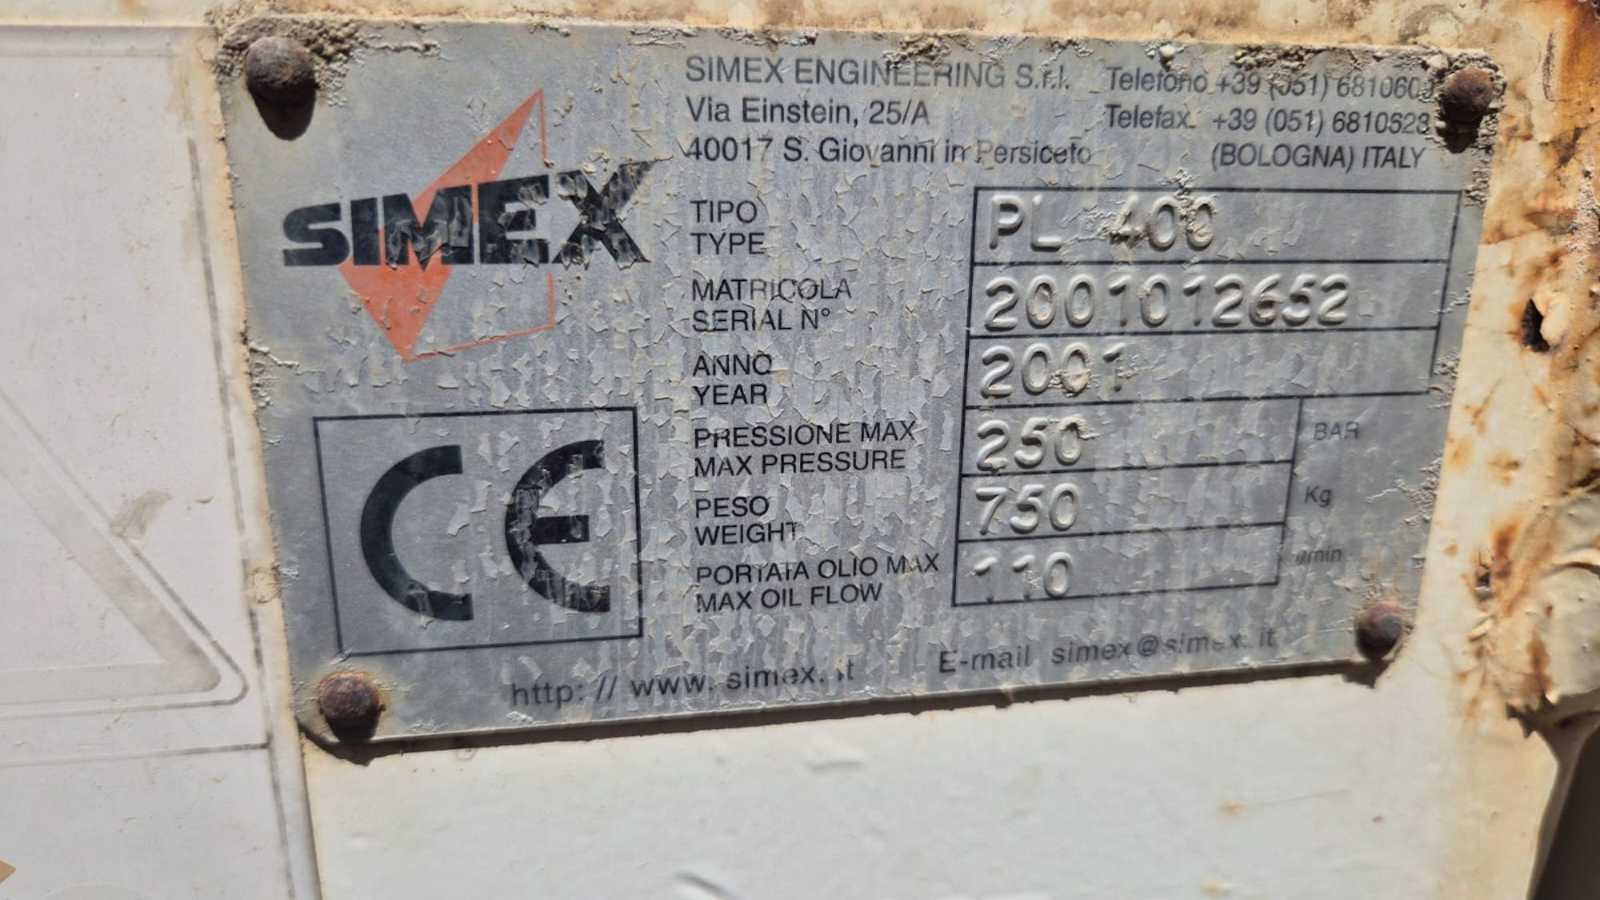 SIMEX ENGINEERING S.r.l. Telefono +39 (051) 6810609
Via Einstein, 25/A Telefax. +39 (051) 6810628
40017 S. Giovanni in Persiceto (BOLOGNA) ITALY
SIMEX
TIPO
TYPE
PL 400
MATRICOLA
SERIAL N°
2001012652
ANNO
YEAR
2001
PRESSIONE MAX
MAX PRESSURE
250 BAR
PESO
WEIGHT
750 Kg
PORTATA OLIO MAX
MAX OIL FLOW
110 l/min
CE
http: // www. simex. it E-mail simex@simex. it